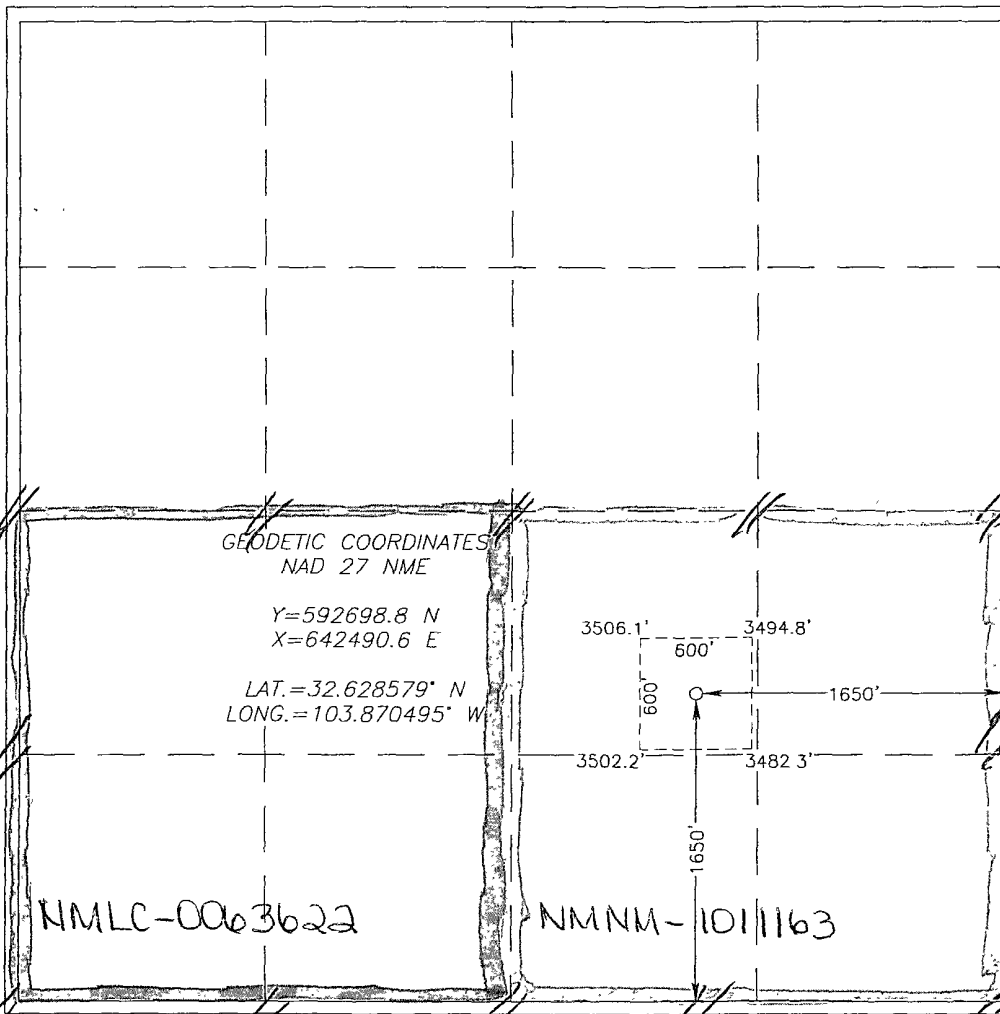 GEODETIC COORDINATES
NAD 27 NME
Y=592698.8 N
X=642490.6 E
LAT.=32.628579° N
LONG.=103.870495° W
3506.1'
3494.8'
600'
600'
1650'
3502.2'
3482 3'
1650'
NMLC-0063622
NMNM-1011163